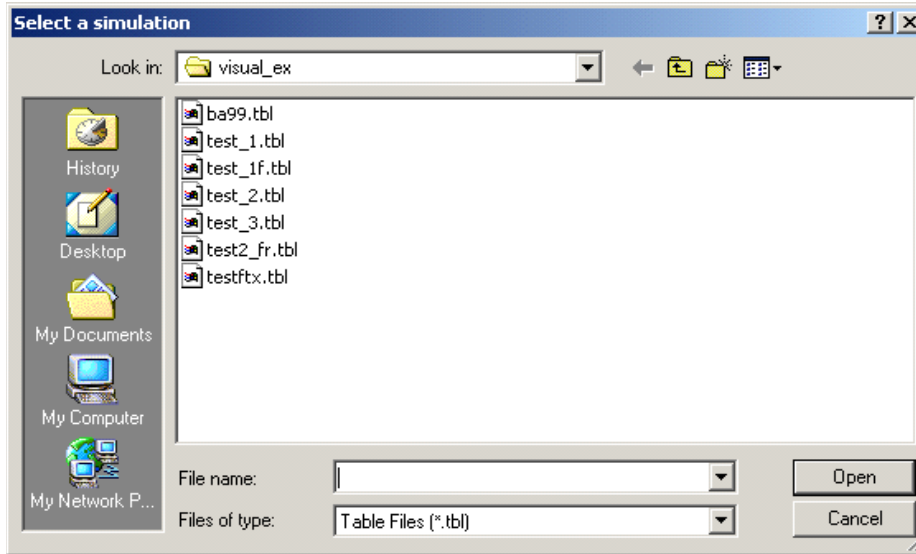 Select a simulation
Look in: visual_ex
History
Desktop
My Documents
My Computer
My Network P...
ba99.tbl
test_1.tbl
test_1f.tbl
test_2.tbl
test_3.tbl
test2_fr.tbl
testftx.tbl
File name:
Open
Files of type: Table Files (*.tbl)
Cancel